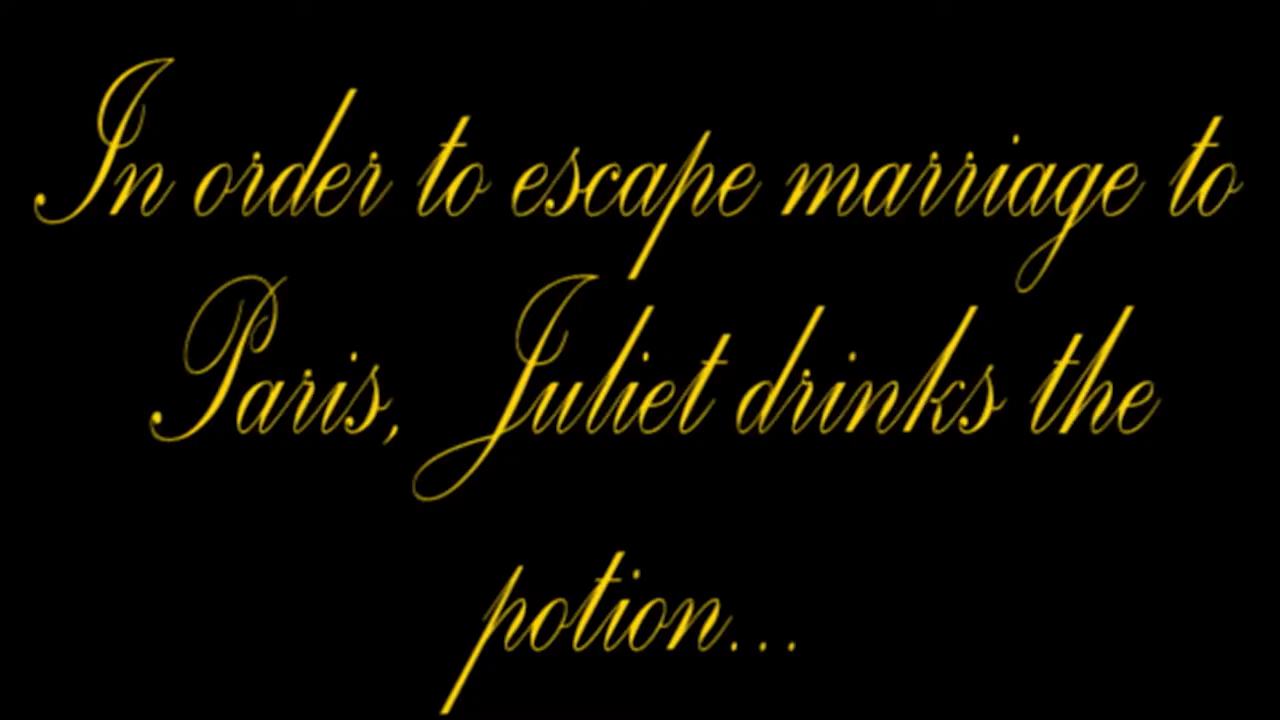 In order to escape marriage to
Paris, Juliet drinks the
potion...